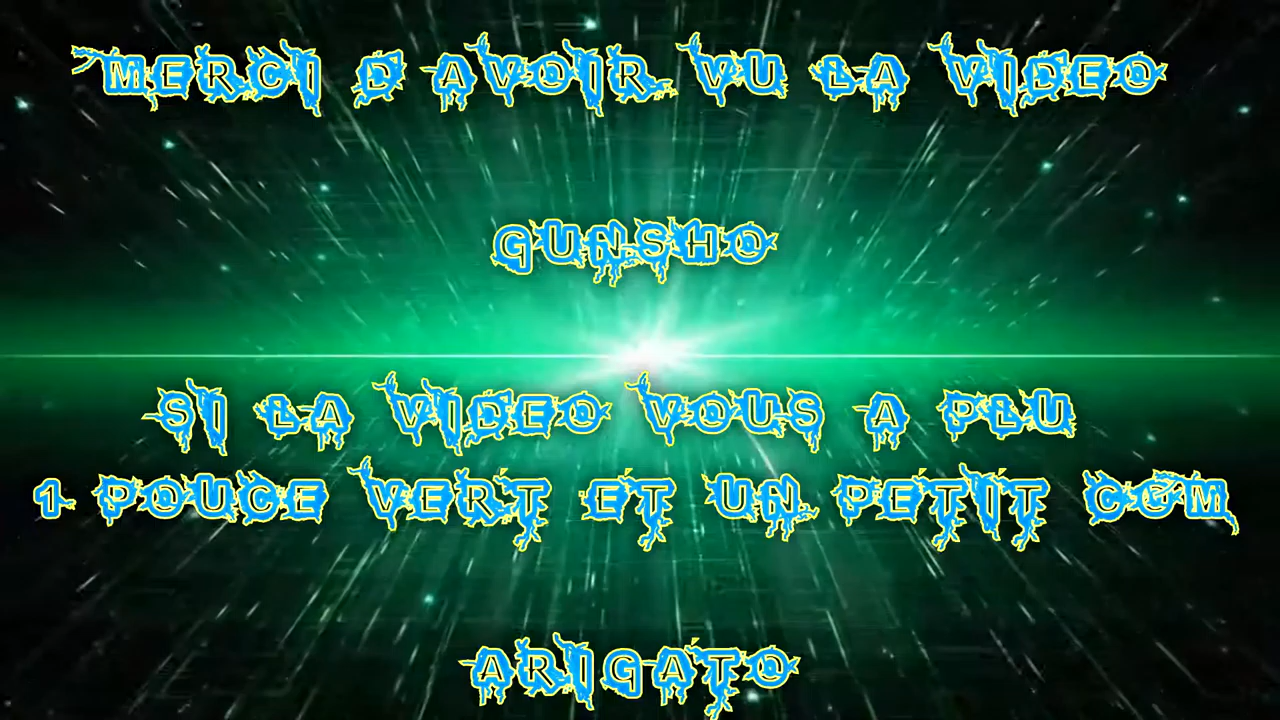 MERCI D AVOIR VU LA VIDEO
GUNSHO
SI LA VIDEO VOUS A PLU
1 POUCE VERT ET UN PETIT COM
ARIGATO